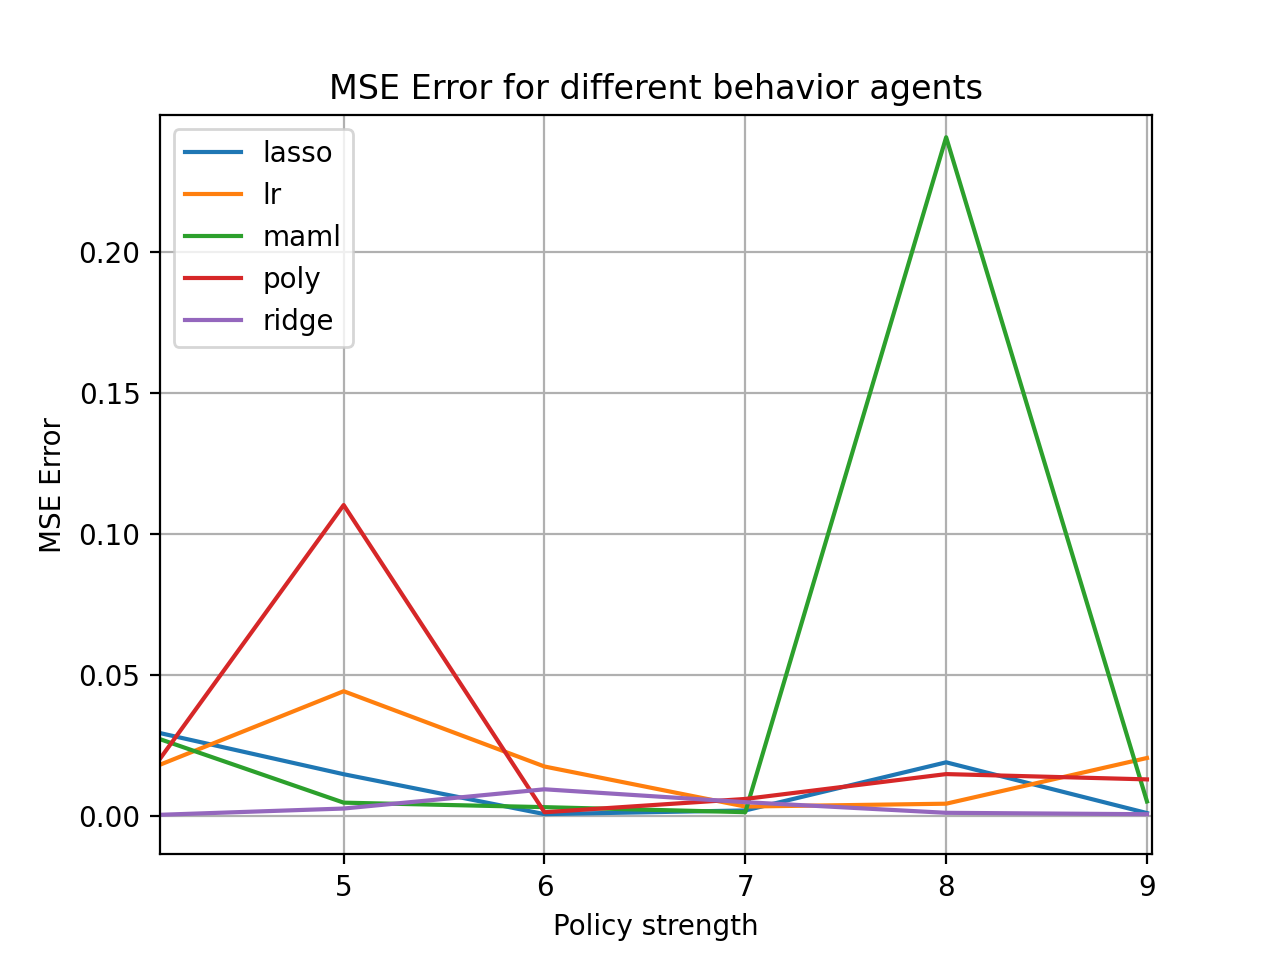 MSE Error for different behavior agents
lasso
lr
maml
poly
ridge
0.20
0.15
0.10
0.05
0.00
MSE Error
5 6 7 8 9
Policy strength